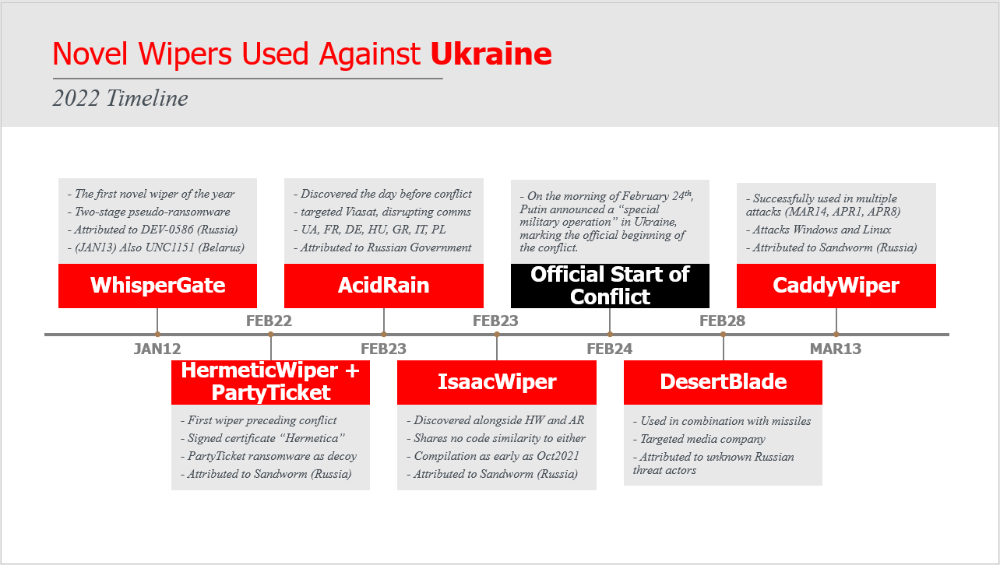 Novel Wipers Used Against Ukraine
2022 Timeline
- The first novel wiper of the year
- Two-stage pseudo-ransomware
- Attributed to DEV-0586 (Russia)
- (JAN13) Also UNC1151 (Belarus)
WhisperGate
JAN12
FEB22
HermeticWiper +
PartyTicket
- First wiper preceding conflict
- Signed certificate “Hermetica”
- PartyTicket ransomware as decoy
- Attributed to Sandworm (Russia)
- Discovered the day before conflict
- targeted Viasat, disrupting comms
- UA, FR, DE, HU, GR, IT, PL
- Attributed to Russian Government
AcidRain
FEB23
FEB23
IsaacWiper
- Discovered alongside HW and AR
- Shares no code similarity to either
- Compilation as early as Oct2021
- Attributed to Sandworm (Russia)
- On the morning of February 24th,
Putin announced a “special
military operation” in Ukraine,
marking the official beginning of
the conflict.
Official Start of
Conflict
FEB24
FEB28
DesertBlade
- Used in combination with missiles
- Targeted media company
- Attributed to unknown Russian
threat actors
- Successfully used in multiple
attacks (MAR14, APR1, APR8)
- Attacks Windows and Linux
- Attributed to Sandworm (Russia)
CaddyWiper
MAR13